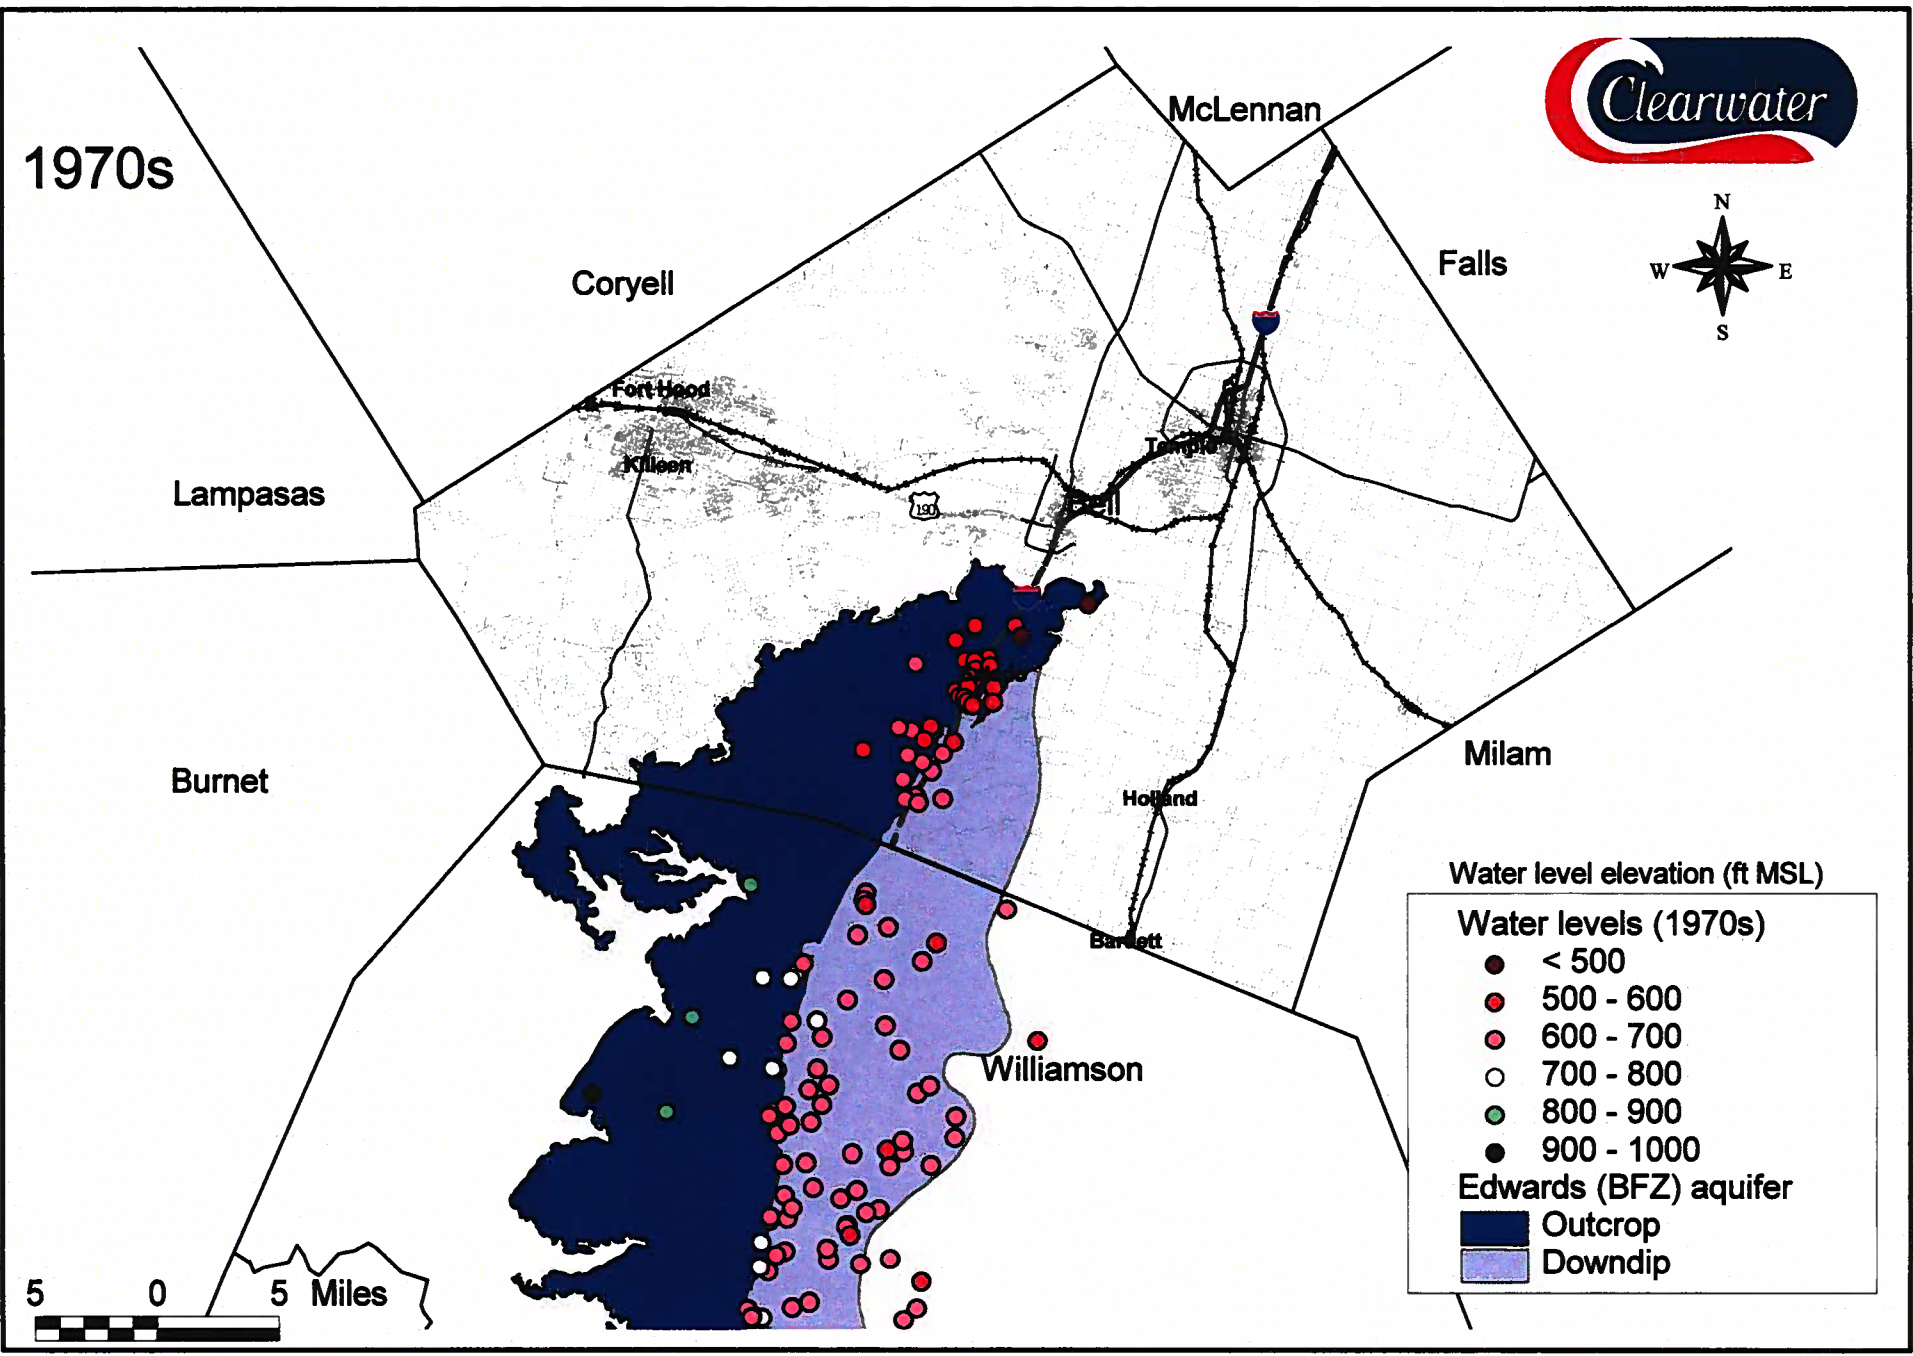 1970s
McLennan
Clearwater
N
W
E
S
Falls
Coryell
Fort Hood
Killeen
Temple
Lampasas
190
Bell
Burnet
Milam
Holland
Bartlett
Williamson
Water level elevation (ft MSL)
Water levels (1970s)
< 500
500 - 600
600 - 700
700 - 800
800 - 900
900 - 1000
Edwards (BFZ) aquifer
Outcrop
Downdip
5 0 5 Miles